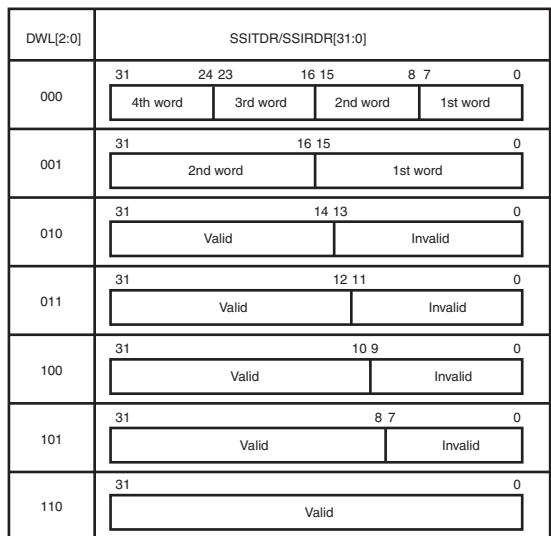 DWL[2:0] SSITDR/SSIRDR[31:0]
31 24 23 16 15 8 7 0
000 4th word 3rd word 2nd word 1st word
31 16 15 0
001 2nd word 1st word
31 14 13 0
010 Valid Invalid
31 12 11 0
011 Valid Invalid
31 10 9 0
100 Valid Invalid
31 8 7 0
101 Valid Invalid
31 0
110 Valid